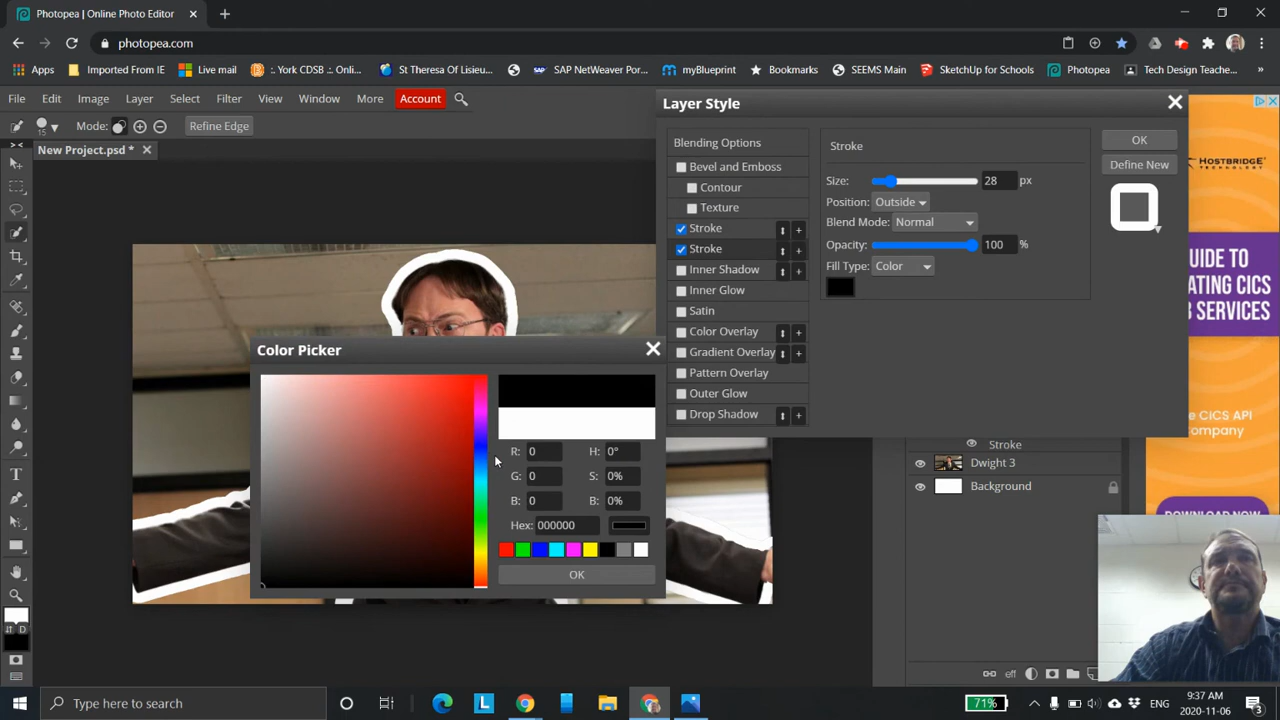 Photopea | Online Photo Editor
photopea.com
Apps
Imported From IE
Live mail
:. York CDSB .:. Onli...
St Theresa Of Lisieu...
SAP NetWeaver Por...
myBlueprint
Bookmarks
SEEMS Main
SketchUp for Schools
Photopea
Tech Design Teache...
»
File Edit Image Layer Select Filter View Window More Account
15 Mode: Refine Edge
New Project.psd *
Layer Style
Blending Options
Bevel and Emboss
Contour
Texture
Stroke
Stroke
Inner Shadow
Inner Glow
Satin
Color Overlay
Gradient Overlay
Pattern Overlay
Outer Glow
Drop Shadow
Stroke
Size: 28 px
Position: Outside
Blend Mode: Normal
Opacity: 100 %
Fill Type: Color
OK
Define New
Color Picker
R: 0 H: 0°
G: 0 S: 0%
B: 0 B: 0%
Hex: 000000
OK
Stroke
Dwight 3
Background
eff
D
HOSTBRIDGE
TECHNOLOGY
GUIDE TO
CICS
SERVICES
CICS API
DOWNLOAD NOW
Type here to search
71%
ENG
9:37 AM
2020-11-06
3